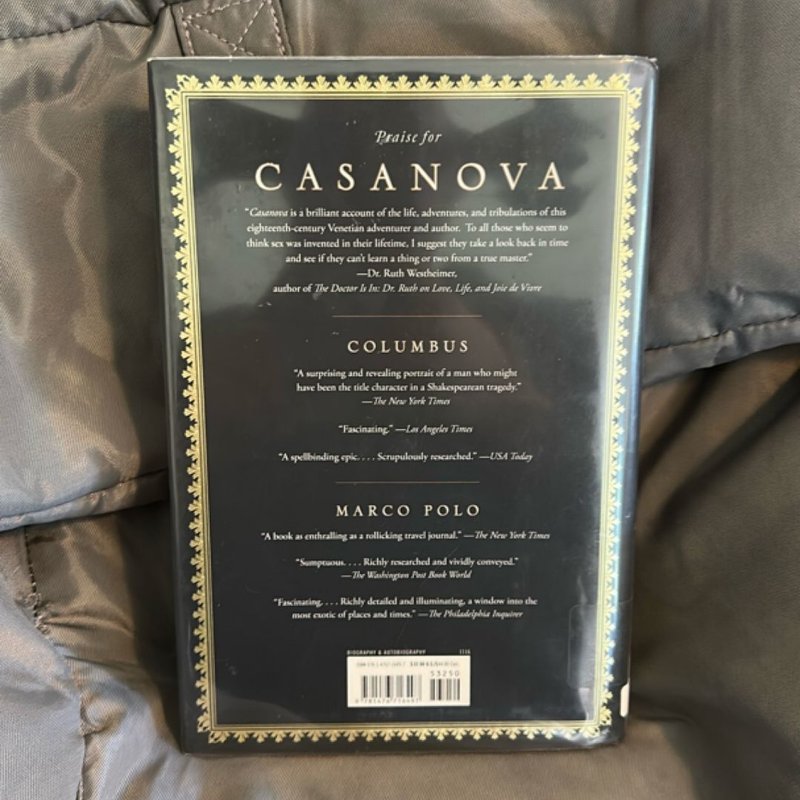 Praise for
CASANOVA
“Casanova is a brilliant account of the life, adventures, and tribulations of this
eighteenth-century Venetian adventurer and author. To all those who seem to
think sex was invented in their lifetime, I suggest they take a look back in time
and see if they can't learn a thing or two from a true master.”
—Dr. Ruth Westheimer,
author of The Doctor Is In: Dr. Ruth on Love, Life, and Joie de Vivre
COLUMBUS
“A surprising and revealing portrait of a man who might
have been the title character in a Shakespearean tragedy.”
—The New York Times
“Fascinating.” —Los Angeles Times
“A spellbinding epic. . . . Scrupulously researched.” —USA Today
MARCO POLO
“A book as enthralling as a rollicking travel journal.” —The New York Times
“Sumptuous. . . . Richly researched and vividly conveyed.”
—The Washington Post Book World
“Fascinating. . . . Richly detailed and illuminating, a window into the
most exotic of places and times.” —The Philadelphia Inquirer
BIOGRAPHY & AUTOBIOGRAPHY 1116
53250